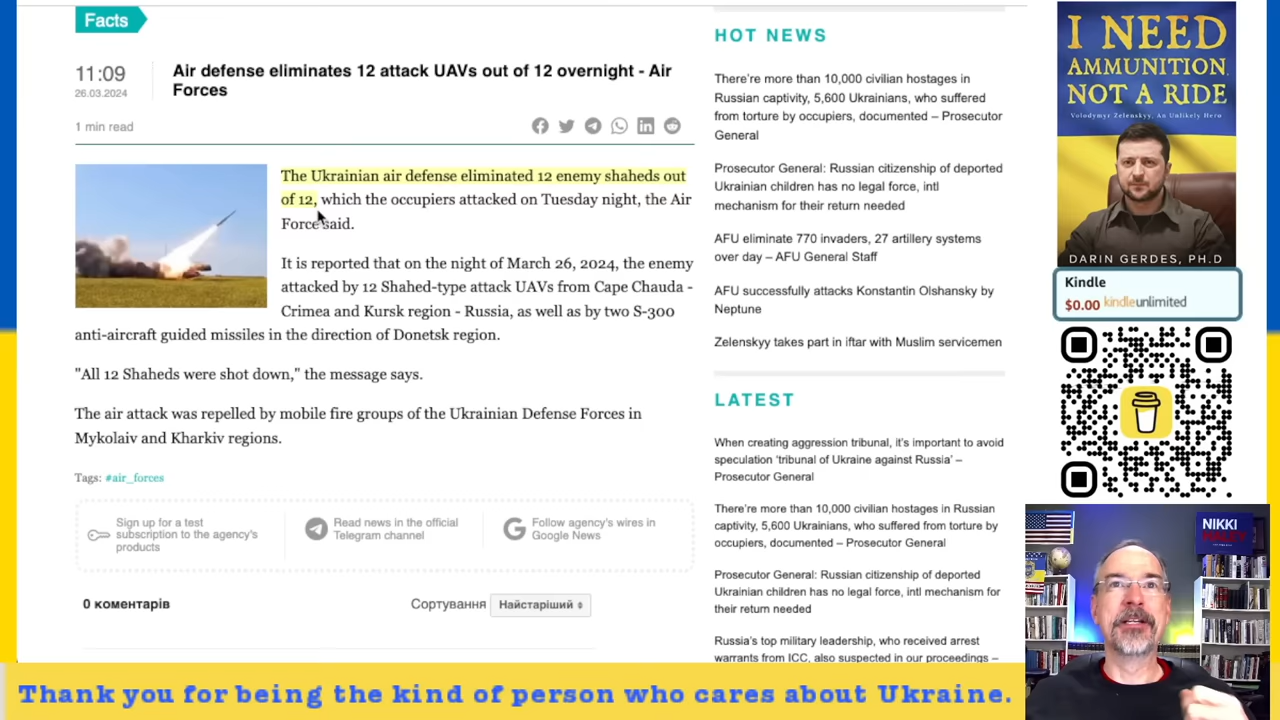 Facts
11:09
26.03.2024
Air defense eliminates 12 attack UAVs out of 12 overnight - Air
Forces
1 min read
The Ukrainian air defense eliminated 12 enemy shaheds out
of 12, which the occupiers attacked on Tuesday night, the Air
Force said.
It is reported that on the night of March 26, 2024, the enemy
attacked by 12 Shahed-type attack UAVs from Cape Chauda -
Crimea and Kursk region - Russia, as well as by two S-300
anti-aircraft guided missiles in the direction of Donetsk region.
"All 12 Shaheds were shot down," the message says.
The air attack was repelled by mobile fire groups of the Ukrainian Defense Forces in
Mykolaiv and Kharkiv regions.
Tags: #air_forces
Sign up for a test
subscription to the agency's
products
Read news in the official
Telegram channel
Follow agency's wires in
Google News
0 коментарів
Сортування Найстаріший
HOT NEWS
There're more than 10,000 civilian hostages in
Russian captivity, 5,600 Ukrainians, who suffered
from torture by occupiers, documented – Prosecutor
General
Prosecutor General: Russian citizenship of deported
Ukrainian children has no legal force, intl
mechanism for their return needed
AFU eliminate 770 invaders, 27 artillery systems
over day – AFU General Staff
AFU successfully attacks Konstantin Olshansky by
Neptune
Zelenskyy takes part in iftar with Muslim servicemen
LATEST
When creating aggression tribunal, it's important to avoid
speculation 'tribunal of Ukraine against Russia' –
Prosecutor General
There're more than 10,000 civilian hostages in Russian
captivity, 5,600 Ukrainians, who suffered from torture by
occupiers, documented – Prosecutor General
Prosecutor General: Russian citizenship of deported
Ukrainian children has no legal force, intl mechanism for
their return needed
Russia's top military leadership, who received arrest
warrants from ICC, also suspected in our proceedings –
I NEED
AMMUNITION,
NOT A RIDE
Volodymyr Zelenskyy, An Unlikely Hero
DARIN GERDES, PH.D
Kindle
$0.00 kindleunlimited
NIKKI
HALEY
Thank you for being the kind of person who cares about Ukraine.